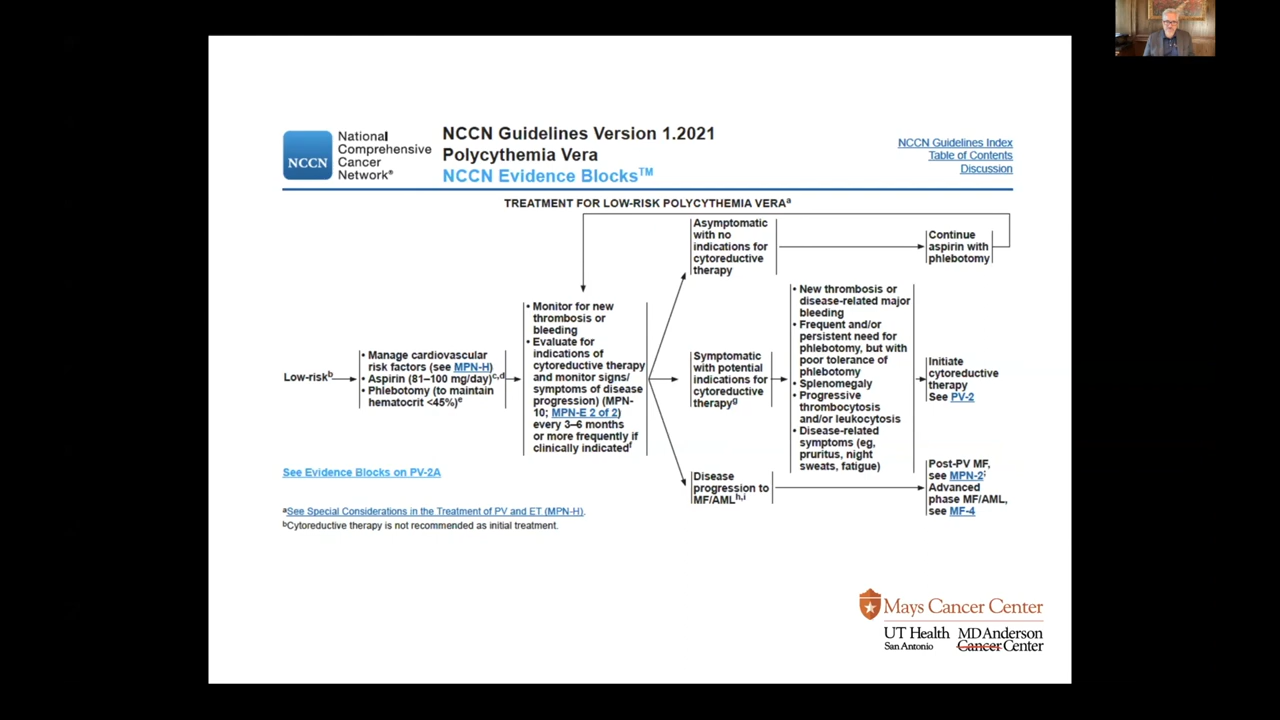 NCCN
National
Comprehensive
Cancer
Network®
NCCN Guidelines Version 1.2021
Polycythemia Vera
NCCN Evidence Blocks™
NCCN Guidelines Index
Table of Contents
Discussion
TREATMENT FOR LOW-RISK POLYCYTHEMIA VERAa
Low-riskb
• Manage cardiovascular
risk factors (see MPN-H)
• Aspirin (81–100 mg/day)c,d
• Phlebotomy (to maintain
hematocrit <45%)e
• Monitor for new
thrombosis or
bleeding
• Evaluate for
indications of
cytoreductive therapy
and monitor signs/
symptoms of disease
progression) (MPN-
10; MPN-E 2 of 2)
every 3–6 months
or more frequently if
clinically indicatedf
Asymptomatic
with no
indications for
cytoreductive
therapy
Continue
aspirin with
phlebotomy
Symptomatic
with potential
indications for
cytoreductive
therapyg
• New thrombosis or
disease-related major
bleeding
• Frequent and/or
persistent need for
phlebotomy, but with
poor tolerance of
phlebotomy
• Splenomegaly
• Progressive
thrombocytosis
and/or leukocytosis
• Disease-related
symptoms (eg,
pruritus, night
sweats, fatigue)
Initiate
cytoreductive
therapy
See PV-2
Disease
progression to
MF/AMLh,i
Post-PV MF,
see MPN-2;
Advanced
phase MF/AML,
see MF-4
See Evidence Blocks on PV-2A
aSee Special Considerations in the Treatment of PV and ET (MPN-H).
bCytoreductive therapy is not recommended as initial treatment.
Mays Cancer Center
UT Health
San Antonio
MD Anderson
Cancer Center